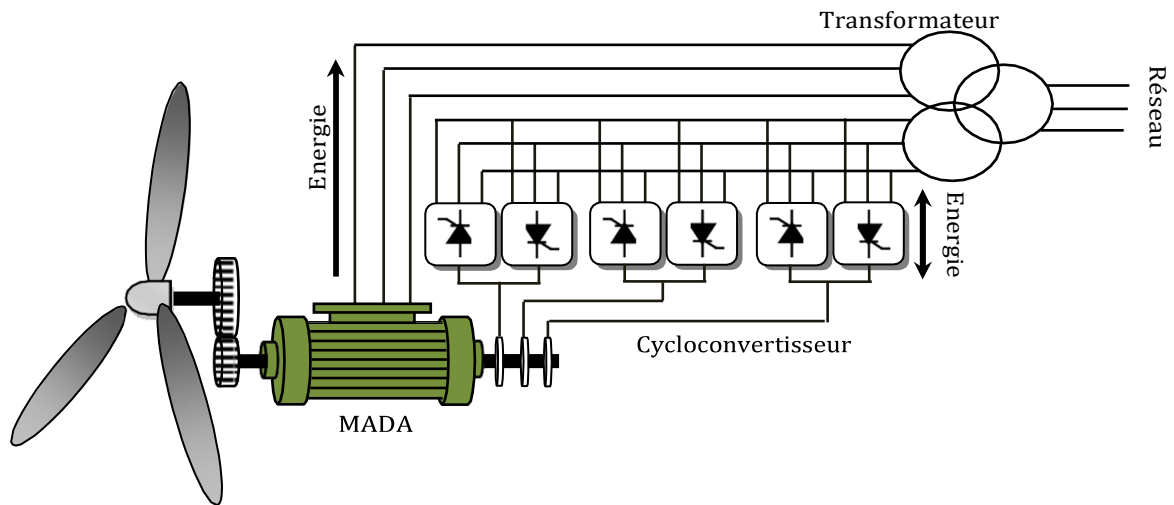 Transformateur
Réseau
Energie
Energie
Cycloconvertisseur
MADA